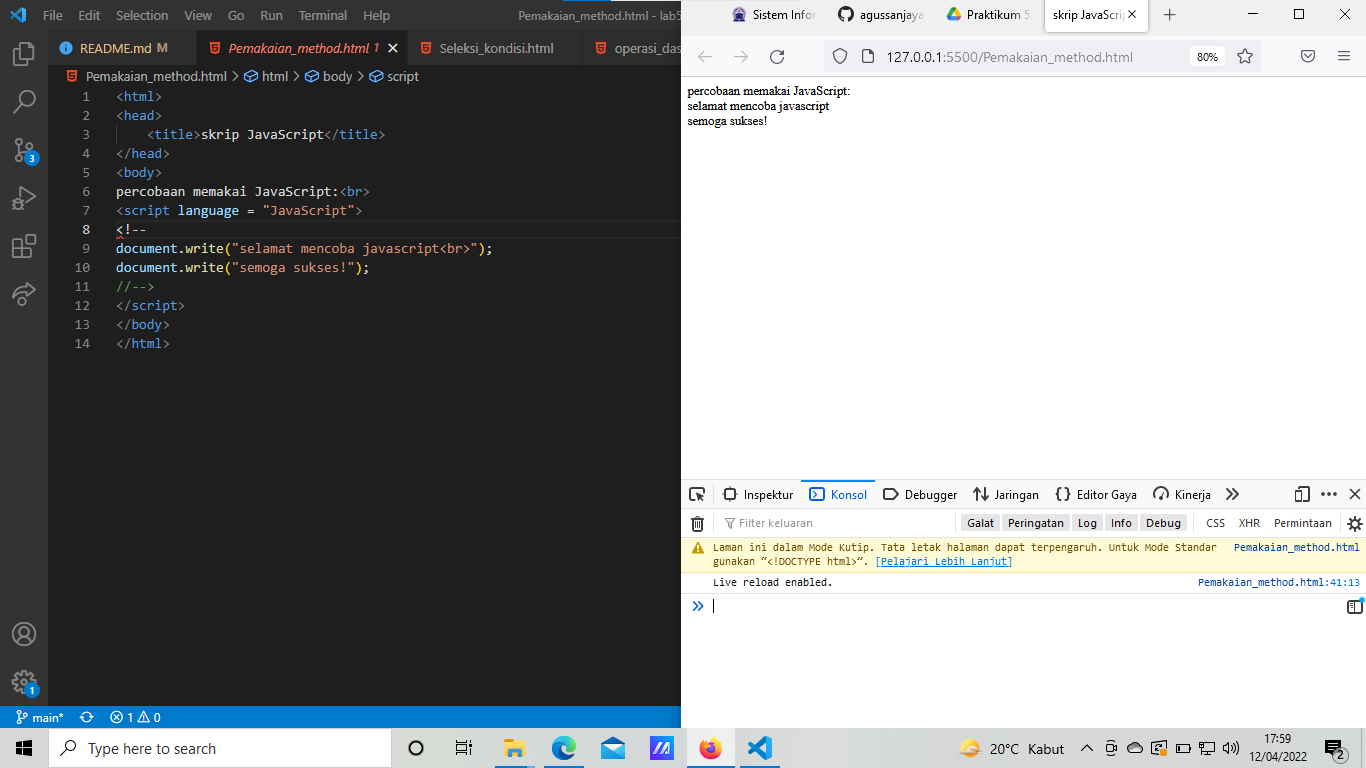 File Edit Selection View Go Run Terminal Help Pemakaian_method.html - lab5
README.md M Pemakaian_method.html 1 Seleksi_kondisi.html operasi_das
Pemakaian_method.html > html > body > script
1 <html>
2 <head>
3 <title>skrip JavaScript</title>
4 </head>
5 <body>
6 percobaan memakai JavaScript:<br>
7 <script language = "JavaScript">
8 <!--
9 document.write("selamat mencoba javascript<br>");
10 document.write("semoga sukses!");
11 //-->
12 </script>
13 </body>
14 </html>
3
1
main* 1 0
Sistem Infor agussanjaya Praktikum 5 skrip JavaScrip
127.0.0.1:5500/Pemakaian_method.html 80%
percobaan memakai JavaScript:
selamat mencoba javascript
semoga sukses!
Inspektur Konsol Debugger Jaringan Editor Gaya Kinerja
Filter keluaran Galat Peringatan Log Info Debug CSS XHR Permintaan
Laman ini dalam Mode Kutip. Tata letak halaman dapat terpengaruh. Untuk Mode Standar Pemakaian_method.html
gunakan “<!DOCTYPE html>”. [Pelajari Lebih Lanjut]
Live reload enabled. Pemakaian_method.html:41:13
Type here to search 20°C Kabut 17:59
12/04/2022 2